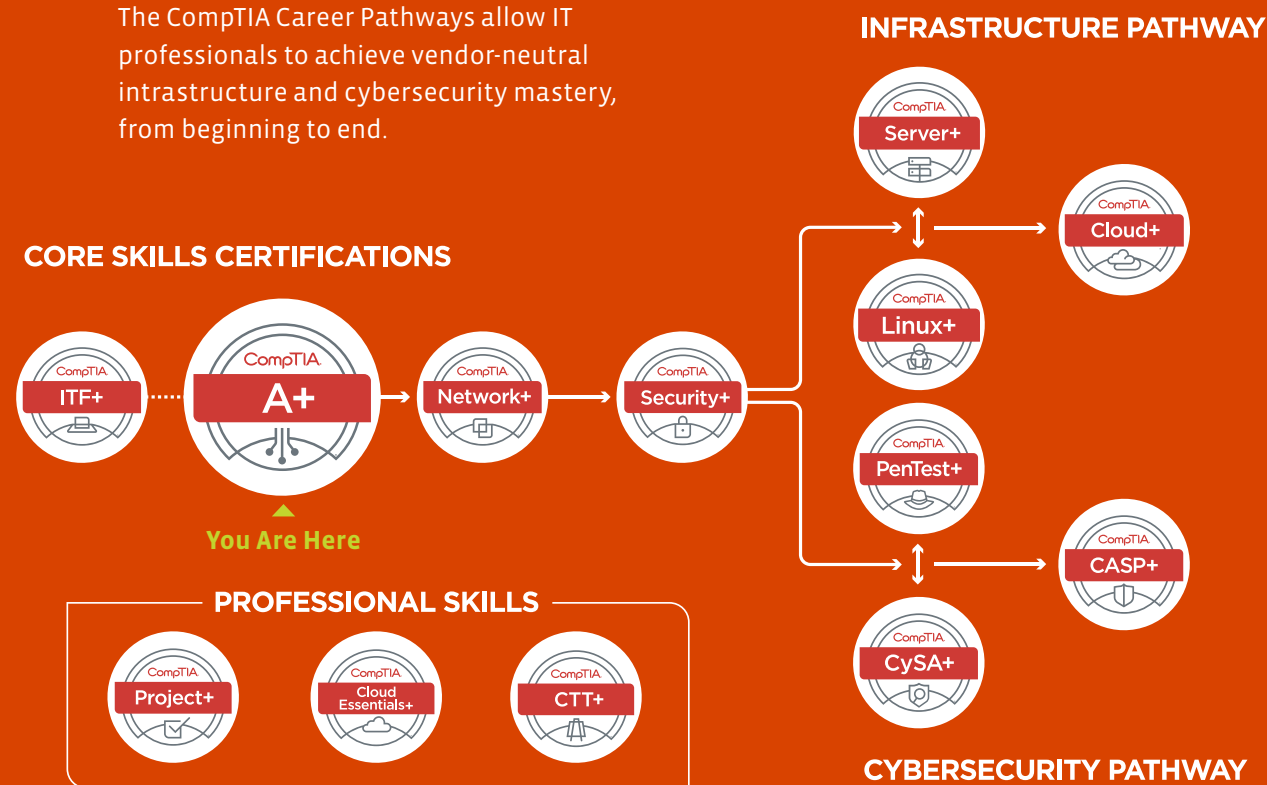 The CompTIA Career Pathways allow IT
professionals to achieve vendor-neutral
intrastructure and cybersecurity mastery,
from beginning to end.
INFRASTRUCTURE PATHWAY
CompTIA
Server+
CompTIA
Cloud+
CompTIA
Linux+
CORE SKILLS CERTIFICATIONS
CompTIA
ITF+
CompTIA
A+
CompTIA
Network+
CompTIA
Security+
You Are Here
CompTIA
PenTest+
CompTIA
CASP+
CompTIA
CySA+
CYBERSECURITY PATHWAY
PROFESSIONAL SKILLS
CompTIA
Project+
CompTIA
Cloud
Essentials+
CompTIA
CTT+